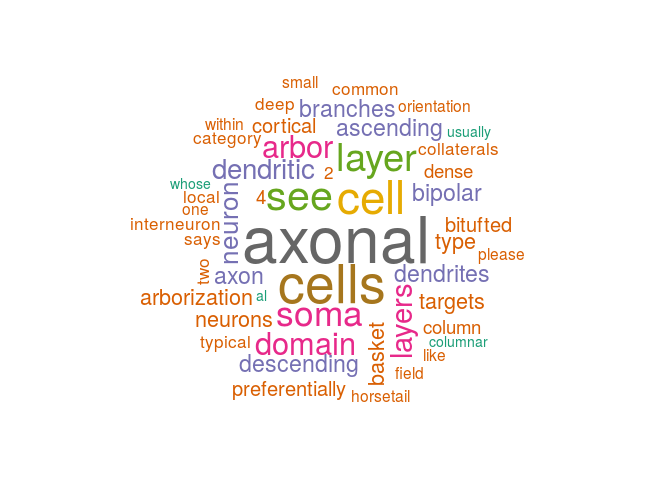 small
common
deep branches orientation
within cortical ascending usually
category arbor layer collaterals
dendritic 2 dense
whose 4 see cell bipolar
local
one
interneuron neuron axonal bitufted
says type please
two axon cells dendrites
al
arborization soma layers targets
neurons column
typical domain basket columnar
descending like
field
preferentially horsetail